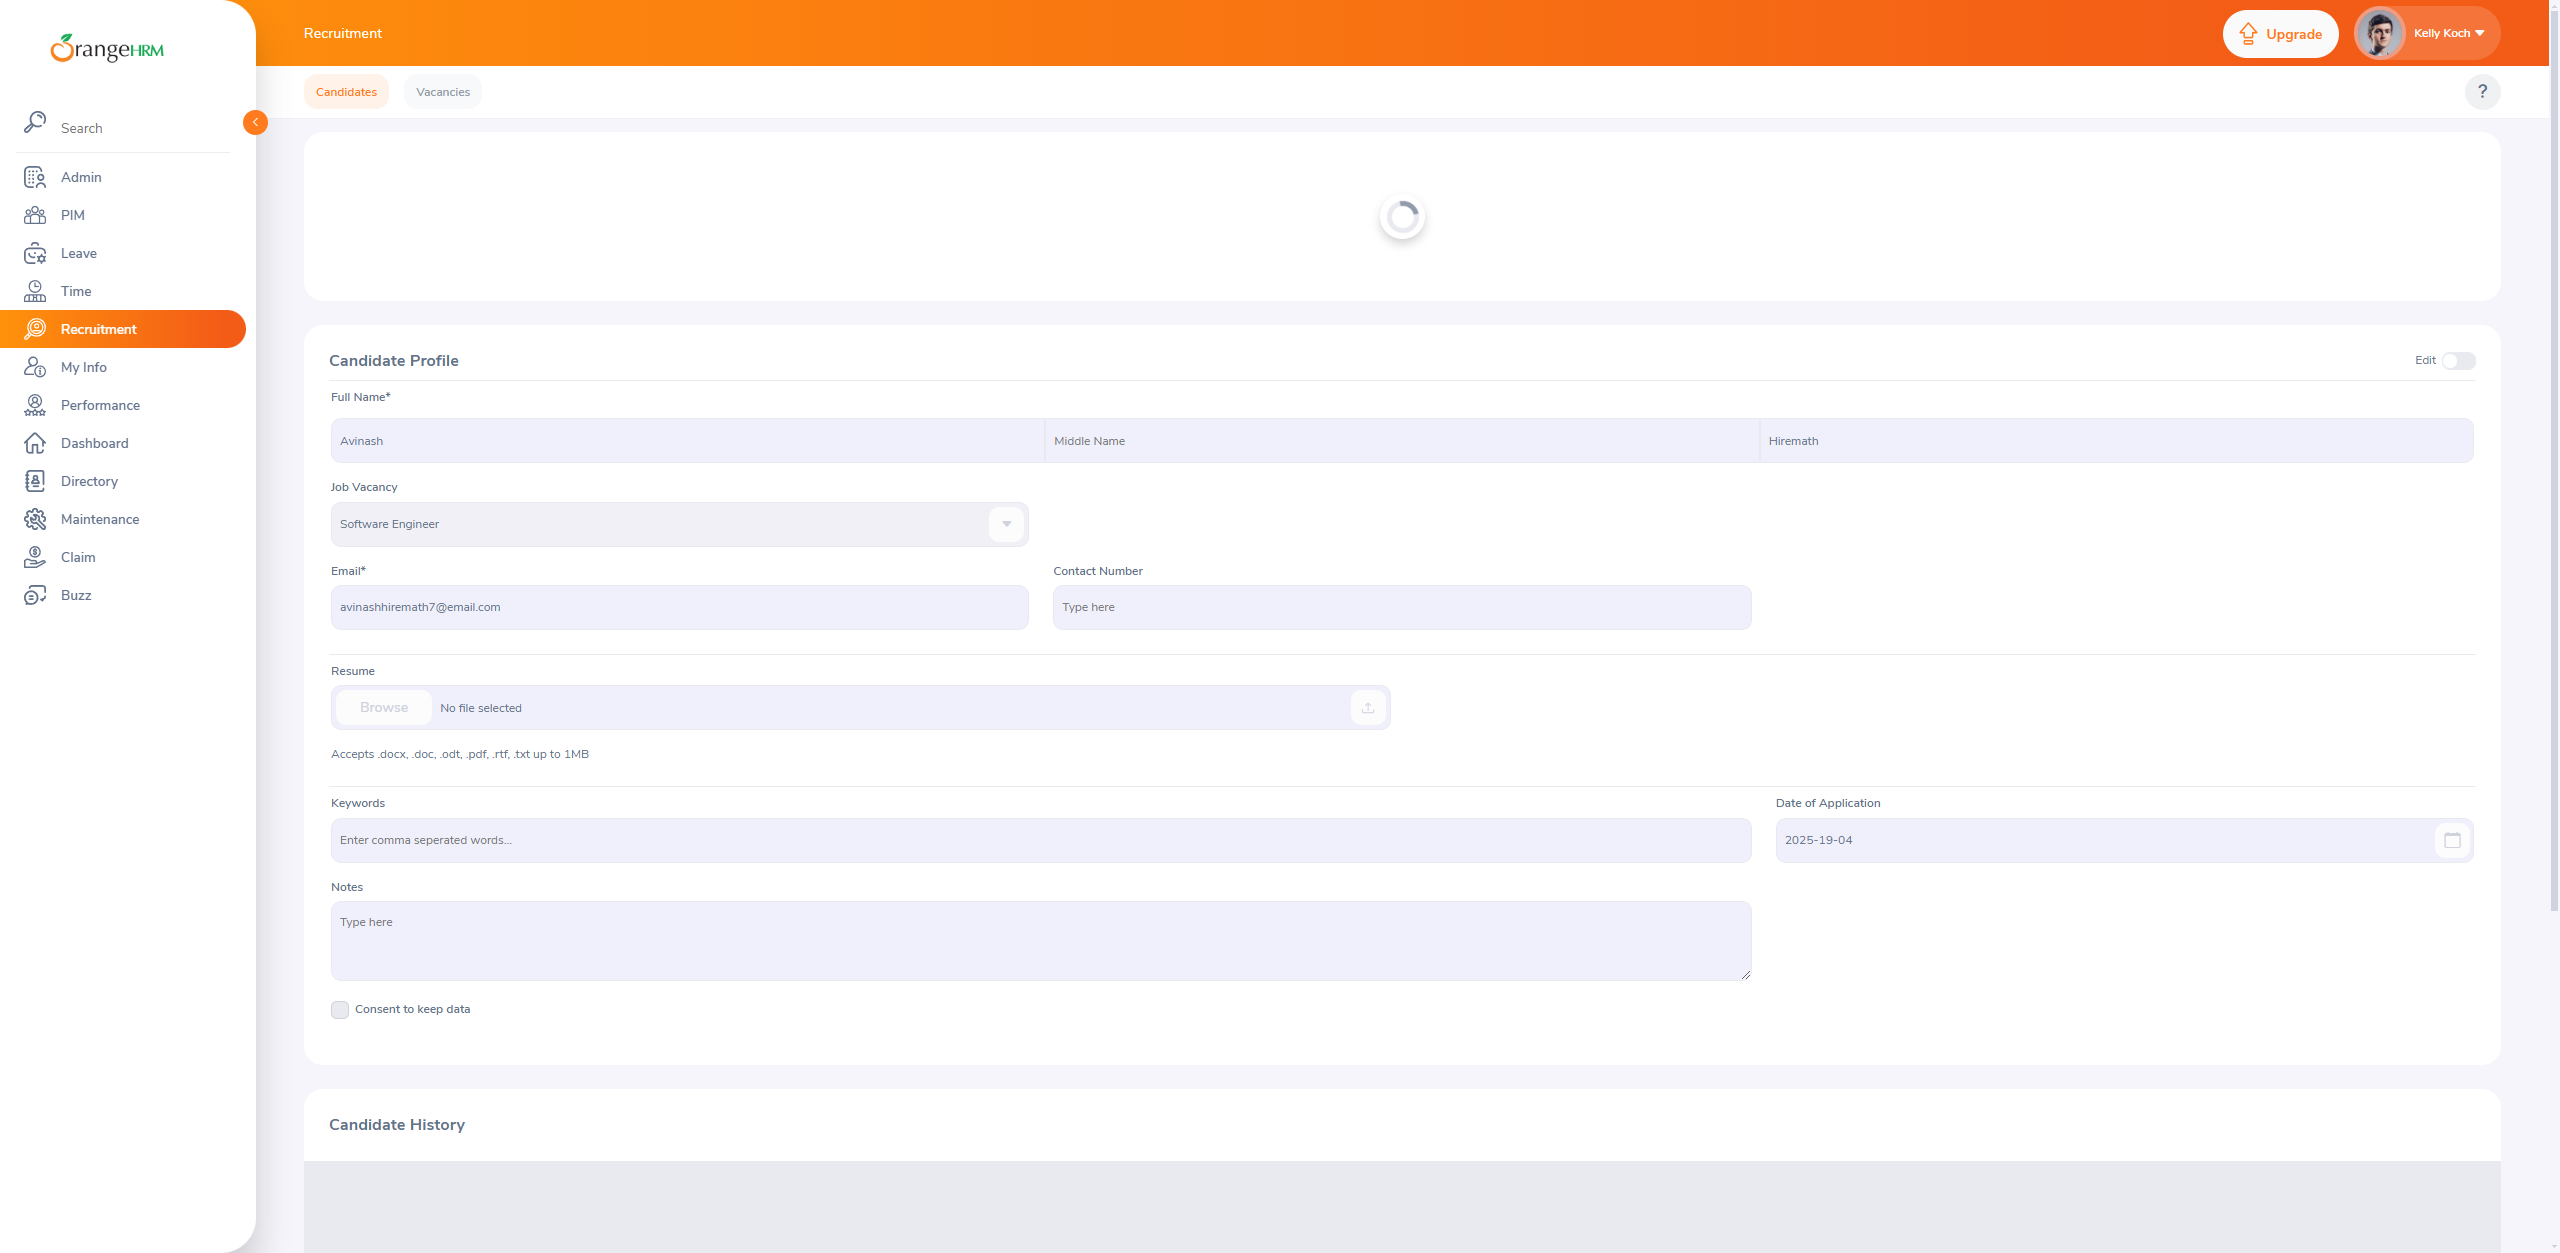 OrangeHRM
Recruitment
Upgrade
Kelly Koch
Candidates
Vacancies
?
Search
Admin
PIM
Leave
Time
Recruitment
My Info
Performance
Dashboard
Directory
Maintenance
Claim
Buzz
Candidate Profile
Edit
Full Name*
Avinash
Middle Name
Hiremath
Job Vacancy
Software Engineer
Email*
Contact Number
avinashhiremath7@email.com
Type here
Resume
Browse
No file selected
Accepts .docx, .doc, .odt, .pdf, .rtf, .txt up to 1MB
Keywords
Date of Application
Enter comma seperated words...
2025-19-04
Notes
Type here
Consent to keep data
Candidate History